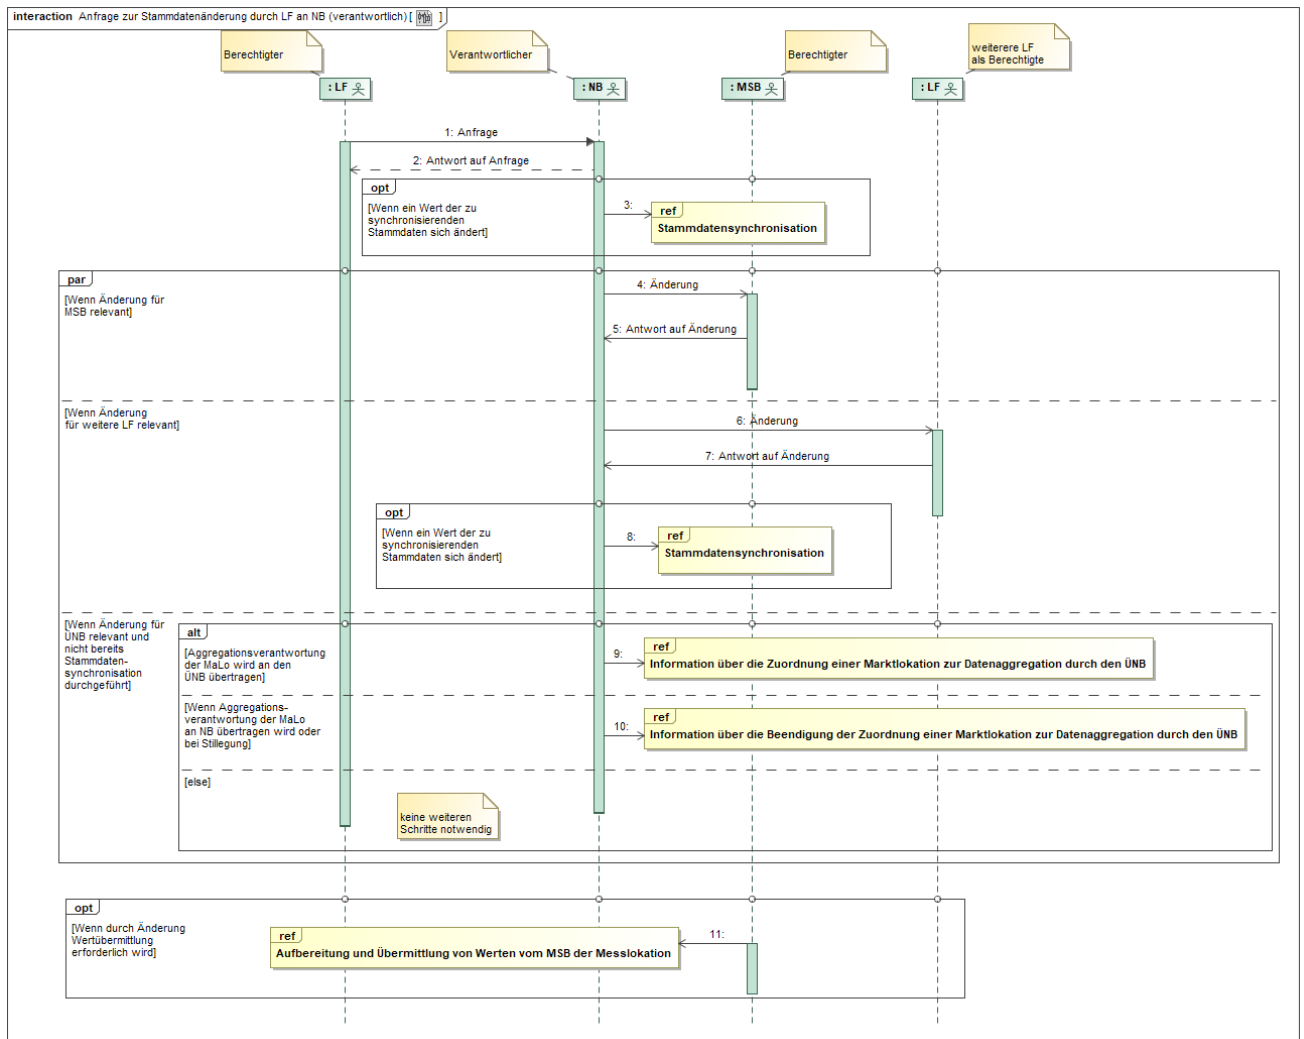 interaction Anfrage zur Stammdatenänderung durch LF an NB (verantwortlich) [ ]
Berechtigter
Verantwortlicher
Berechtigter
weiterere LF
als Berechtigte
: LF
: NB
: MSB
: LF
1: Anfrage
2: Antwort auf Anfrage
opt
[Wenn ein Wert der zu
synchronisierenden
Stammdaten sich ändert]
3:
ref
Stammdatensynchronisation
par
[Wenn Änderung für
MSB relevant]
4: Änderung
5: Antwort auf Änderung
[Wenn Änderung
für weitere LF relevant]
6: Änderung
7: Antwort auf Änderung
opt
[Wenn ein Wert der zu
synchronisierenden
Stammdaten sich ändert]
8:
ref
Stammdatensynchronisation
[Wenn Änderung für
ÜNB relevant und
nicht bereits
Stammdaten-
synchronisation
durchgeführt]
alt
[Aggregationsverantwortung
der MaLo wird an den
ÜNB übertragen]
9:
ref
Information über die Zuordnung einer Marktlokation zur Datenaggregation durch den ÜNB
[Wenn Aggregations-
verantwortung der MaLo
an NB übertragen wird oder
bei Stillegung]
10:
ref
Information über die Beendigung der Zuordnung einer Marktlokation zur Datenaggregation durch den ÜNB
[else]
keine weiteren
Schritte notwendig
opt
[Wenn durch Änderung
Wertübermittlung
erforderlich wird]
ref
Aufbereitung und Übermittlung von Werten vom MSB der Messlokation
11: